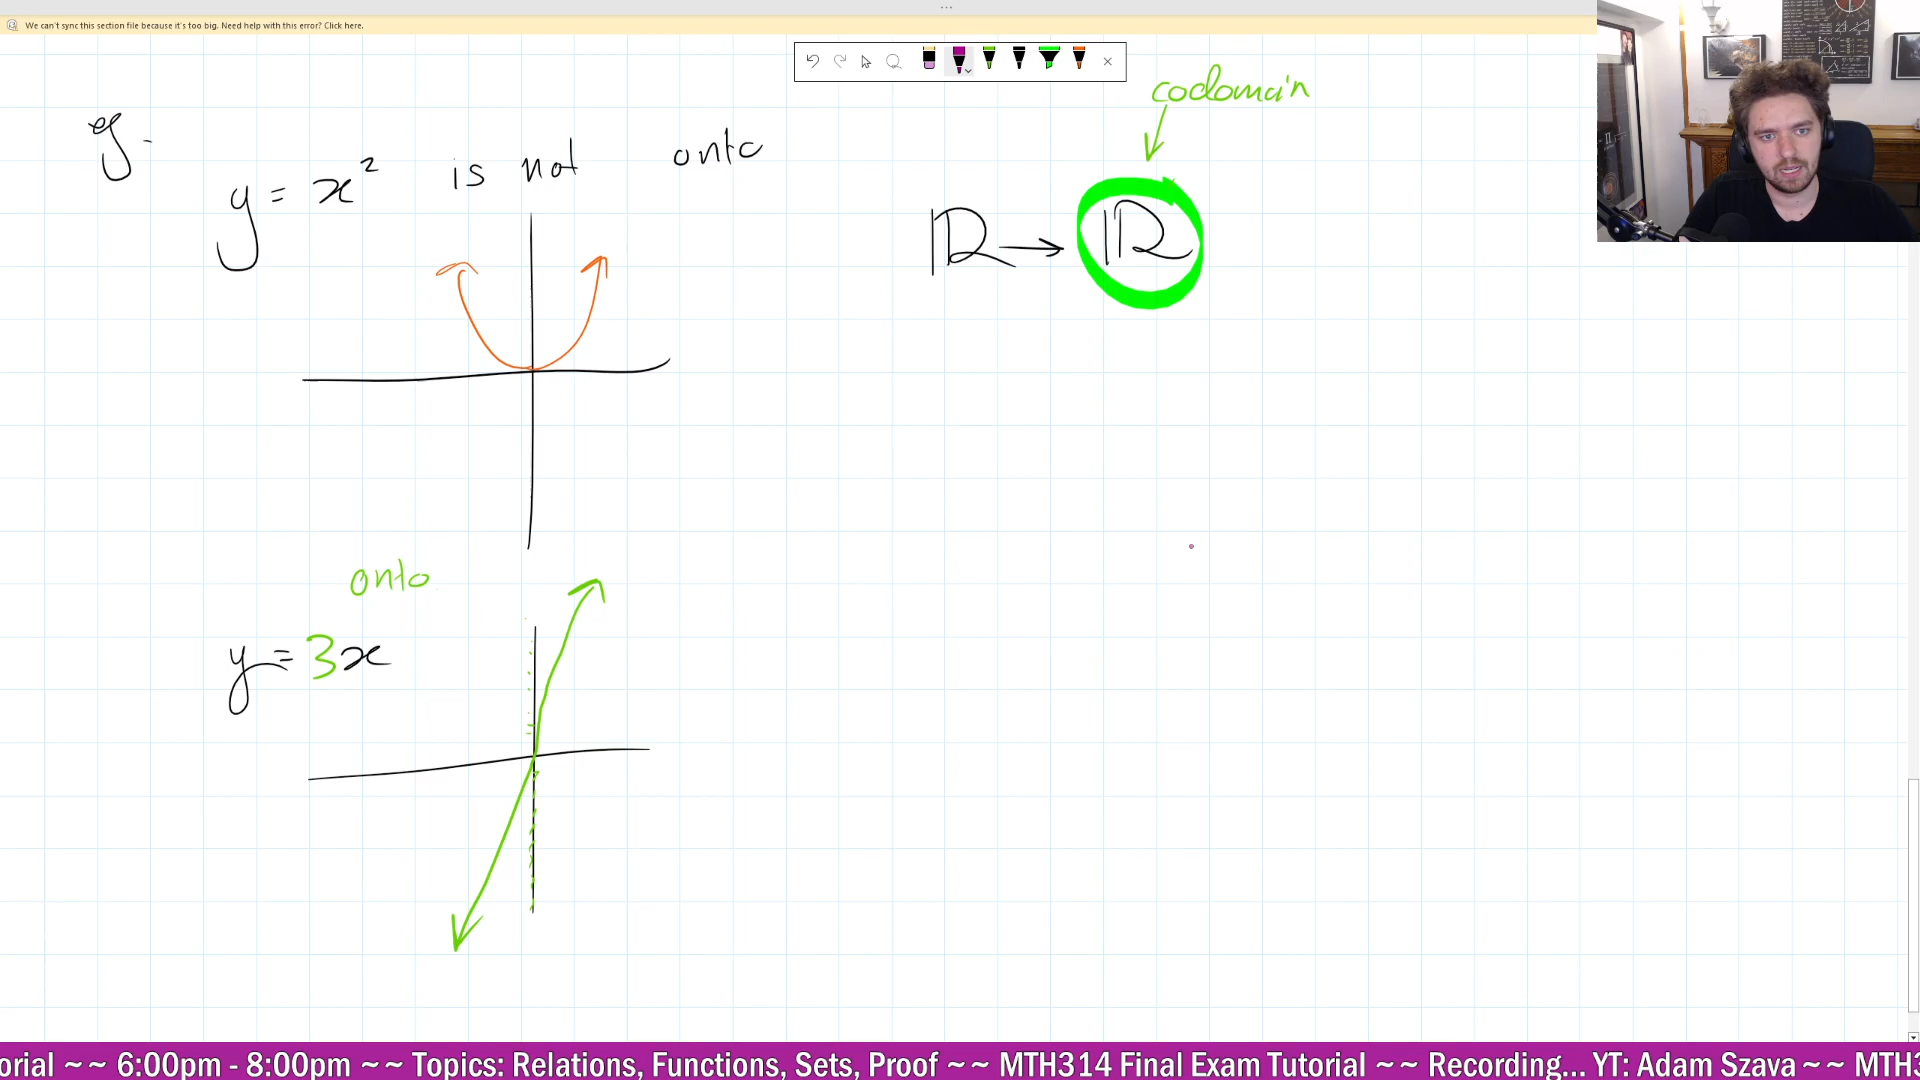 We can't sync this section file because it's too big. Need help with this error? Click here.
codomain
eg.
y = x² is not onto
ℝ → ℝ
onto
y = 3x
orial ~~ 6:00pm - 8:00pm ~~ Topics: Relations, Functions, Sets, Proof ~~ MTH314 Final Exam Tutorial ~~ Recording... YT: Adam Szava ~~ MTH3